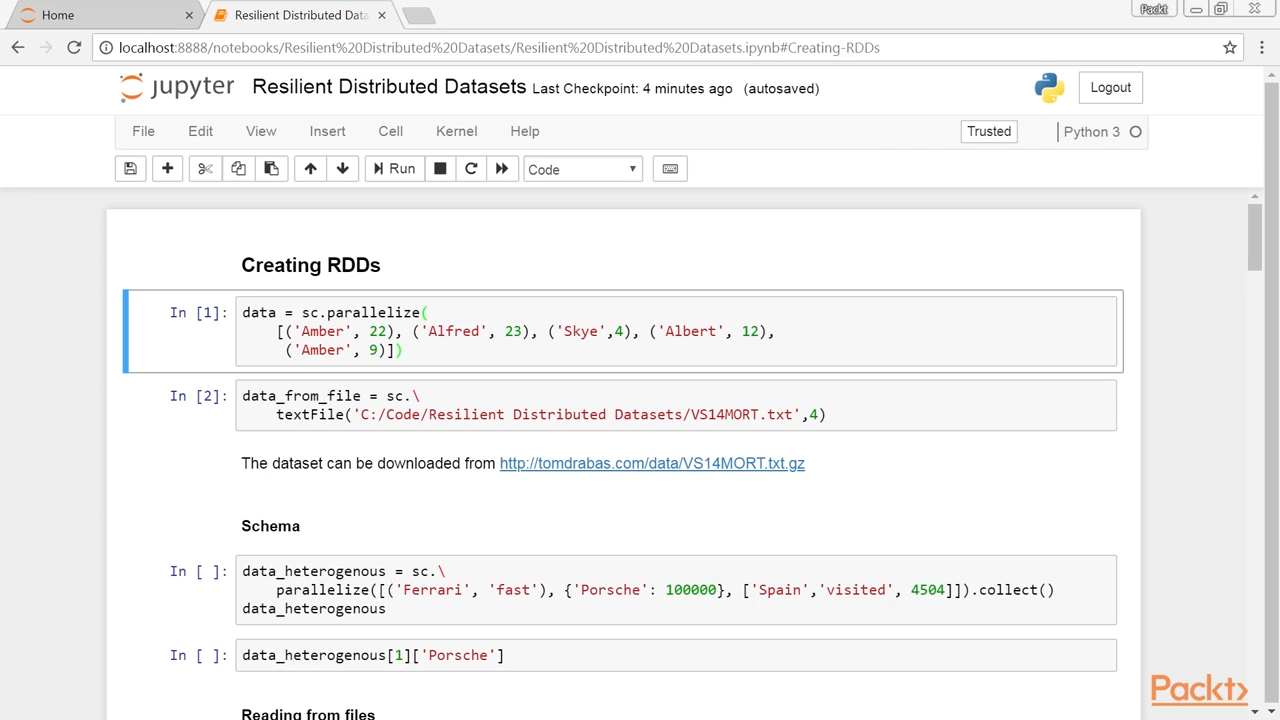 Home
Resilient Distributed Data
Packt
localhost:8888/notebooks/Resilient%20Distributed%20Datasets/Resilient%20Distributed%20Datasets.ipynb#Creating-RDDs
jupyter Resilient Distributed Datasets Last Checkpoint: 4 minutes ago (autosaved)
Logout
File Edit View Insert Cell Kernel Help
Trusted
Python 3
Run
Code
Creating RDDs
In [1]: data = sc.parallelize(
[('Amber', 22), ('Alfred', 23), ('Skye',4), ('Albert', 12),
('Amber', 9)])
In [2]: data_from_file = sc.\
textFile('C:/Code/Resilient Distributed Datasets/VS14MORT.txt',4)
The dataset can be downloaded from http://tomdrabas.com/data/VS14MORT.txt.gz
Schema
In [ ]: data_heterogenous = sc.\
parallelize([('Ferrari', 'fast'), {'Porsche': 100000}, ['Spain','visited', 4504]]).collect()
data_heterogenous
In [ ]: data_heterogenous[1]['Porsche']
Reading from files
Packt